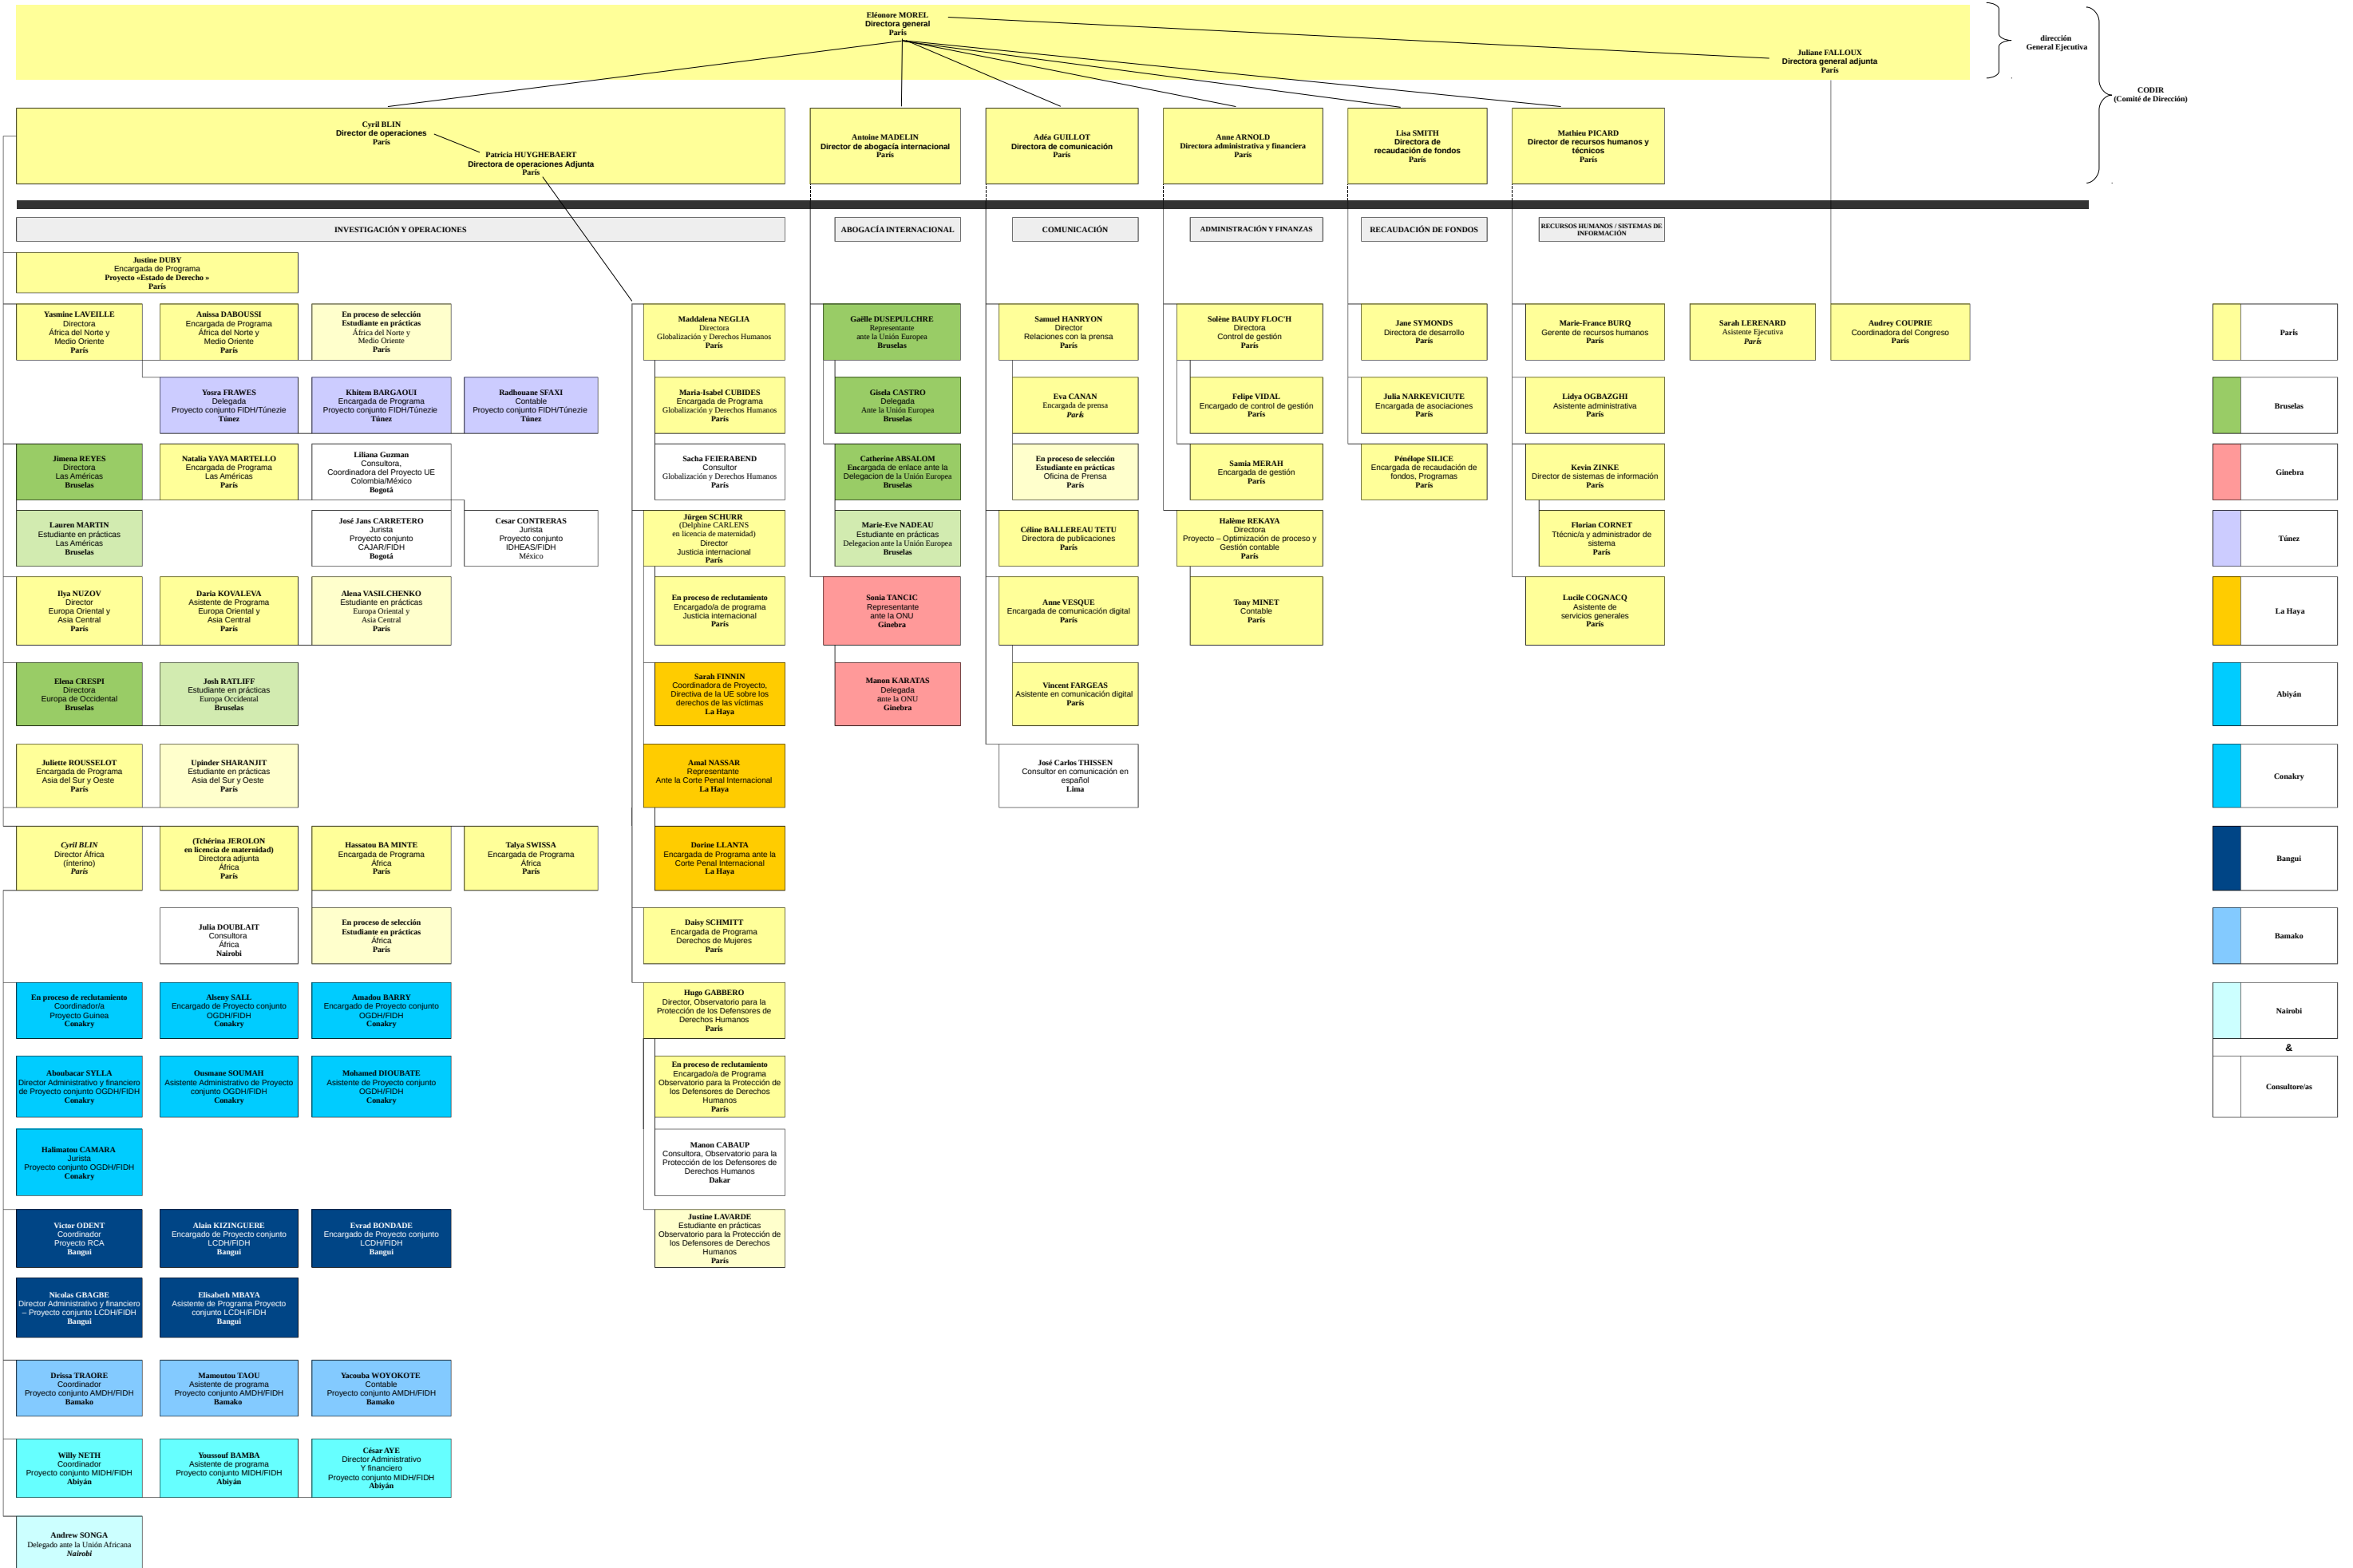 Eléonore MOREL
Directora general
París
Juliane FALLOUX
Directora general adjunta
París
dirección
General Ejecutiva
CODIR
(Comité de Dirección)
Cyril BLIN
Director de operaciones
París
Patricia HUYGHEBAERT
Directora de operaciones Adjunta
París
Antoine MADELIN
Director de abogacía internacional
París
Adéa GUILLOT
Directora de comunicación
París
Anne ARNOLD
Directora administrativa y financiera
París
Lisa SMITH
Directora de
recaudación de fondos
París
Mathieu PICARD
Director de recursos humanos y
técnicos
París
INVESTIGACIÓN Y OPERACIONES
ABOGACÍA INTERNACIONAL
COMUNICACIÓN
ADMINISTRACIÓN Y FINANZAS
RECAUDACIÓN DE FONDOS
RECURSOS HUMANOS / SISTEMAS DE
INFORMACIÓN
Justine DUBY
Encargada de Programa
Proyecto «Estado de Derecho »
París
Yasmine LAVEILLE
Directora
África del Norte y
Medio Oriente
París
Anissa DABOUSSI
Encargada de Programa
África del Norte y
Medio Oriente
París
En proceso de selección
Estudiante en prácticas
África del Norte y
Medio Oriente
París
Maddalena NEGLIA
Directora
Globalización y Derechos Humanos
París
Gaëlle DUSEPULCHRE
Representante
ante la Unión Europea
Bruselas
Samuel HANRYON
Director
Relaciones con la prensa
París
Solène BAUDY FLOC'H
Directora
Control de gestión
París
Jane SYMONDS
Directora de desarrollo
París
Marie-France BURQ
Gerente de recursos humanos
París
Sarah LERENARD
Asistente Ejecutiva
París
Audrey COUPRIE
Coordinadora del Congreso
París
París
Yosra FRAWES
Delegada
Proyecto conjunto FIDH/Túnezie
Túnez
Khitem BARGAOUI
Encargada de Programa
Proyecto conjunto FIDH/Túnezie
Túnez
Radhouane SFAXI
Contable
Proyecto conjunto FIDH/Túnezie
Túnez
Maria-Isabel CUBIDES
Encargada de Programa
Globalización y Derechos Humanos
París
Gisela CASTRO
Delegada
Ante la Unión Europea
Bruselas
Eva CANAN
Encargada de prensa
París
Felipe VIDAL
Encargado de control de gestión
París
Julia NARKEVICIUTE
Encargada de asociaciones
París
Lidya OGBAZGHI
Asistente administrativa
París
Bruselas
Jimena REYES
Directora
Las Américas
Bruselas
Natalia YAYA MARTELLO
Encargada de Programa
Las Américas
París
Liliana Guzman
Consultora,
Coordinadora del Proyecto UE
Colombia/México
Bogotá
Sacha FEIERABEND
Consultor
Globalización y Derechos Humanos
París
Catherine ABSALOM
Encargada de enlace ante la
Delegacion de la Unión Europea
Bruselas
En proceso de selección
Estudiante en prácticas
Oficina de Prensa
París
Samia MERAH
Encargada de gestión
París
Pénélope SILICE
Encargada de recaudación de
fondos, Programas
París
Kevin ZINKE
Director de sistemas de información
París
Ginebra
Lauren MARTIN
Estudiante en prácticas
Las Américas
Bruselas
José Jans CARRETERO
Jurista
Proyecto conjunto
CAJAR/FIDH
Bogotá
Cesar CONTRERAS
Jurista
Proyecto conjunto
IDHEAS/FIDH
México
Jürgen SCHURR
(Delphine CARLENS
en licencia de maternidad)
Director
Justicia internacional
París
Marie-Eve NADEAU
Estudiante en prácticas
Delegacion ante la Unión Europea
Bruselas
Céline BALLEREAU TETU
Directora de publicaciones
París
Halème REKAYA
Directora
Proyecto – Optimización de proceso y
Gestión contable
París
Florian CORNET
Ttécnic/a y administrador de
sistema
París
Túnez
Ilya NUZOV
Director
Europa Oriental y
Asia Central
París
Daria KOVALEVA
Asistente de Programa
Europa Oriental y
Asia Central
París
Alena VASILCHENKO
Estudiante en prácticas
Europa Oriental y
Asia Central
París
En proceso de reclutamiento
Encargado/a de programa
Justicia internacional
París
Sonia TANCIC
Representante
ante la ONU
Ginebra
Anne VESQUE
Encargada de comunicación digital
París
Tony MINET
Contable
París
Lucile COGNACQ
Asistente de
servicios generales
París
La Haya
Elena CRESPI
Directora
Europa de Occidental
Bruselas
Josh RATLIFF
Estudiante en prácticas
Europa Occidental
Bruselas
Sarah FINNIN
Coordinadora de Proyecto,
Directiva de la UE sobre los
derechos de las víctimas
La Haya
Manon KARATAS
Delegada
ante la ONU
Ginebra
Vincent FARGEAS
Asistente en comunicación digital
París
Abiyán
Juliette ROUSSELOT
Encargada de Programa
Asia del Sur y Oeste
París
Upinder SHARANJIT
Estudiante en prácticas
Asia del Sur y Oeste
París
Amal NASSAR
Representante
Ante la Corte Penal Internacional
La Haya
José Carlos THISSEN
Consultor en comunicación en
español
Lima
Conakry
Cyril BLIN
Director África
(interino)
París
(Tchérina JEROLON
en licencia de maternidad)
Directora adjunta
África
París
Hassatou BA MINTE
Encargada de Programa
África
París
Talya SWISSA
Encargada de Programa
África
París
Dorine LLANTA
Encargada de Programa ante la
Corte Penal Internacional
La Haya
Bangui
Julia DOUBLAIT
Consultora
África
Nairobi
En proceso de selección
Estudiante en prácticas
África
París
Daisy SCHMITT
Encargada de Programa
Derechos de Mujeres
París
Bamako
En proceso de reclutamiento
Coordinador/a
Proyecto Guinea
Conakry
Alseny SALL
Encargado de Proyecto conjunto
OGDH/FIDH
Conakry
Amadou BARRY
Encargado de Proyecto conjunto
OGDH/FIDH
Conakry
Hugo GABBERO
Director, Observatorio para la
Protección de los Defensores de
Derechos Humanos
París
Nairobi
&
Aboubacar SYLLA
Director Administrativo y financiero
de Proyecto conjunto OGDH/FIDH
Conakry
Ousmane SOUMAH
Asistente Administrativo de Proyecto
conjunto OGDH/FIDH
Conakry
Mohamed DIOUBATE
Asistente de Proyecto conjunto
OGDH/FIDH
Conakry
En proceso de reclutamiento
Encargado/a de Programa
Observatorio para la Protección de
los Defensores de Derechos
Humanos
París
Consultore/as
Halimatou CAMARA
Jurista
Proyecto conjunto OGDH/FIDH
Conakry
Manon CABAUP
Consultora, Observatorio para la
Protección de los Defensores de
Derechos Humanos
Dakar
Victor ODENT
Coordinador
Proyecto RCA
Bangui
Alain KIZINGUERE
Encargado de Proyecto conjunto
LCDH/FIDH
Bangui
Evrad BONDADE
Encargado de Proyecto conjunto
LCDH/FIDH
Bangui
Justine LAVARDE
Estudiante en prácticas
Observatorio para la Protección de
los Defensores de Derechos
Humanos
París
Nicolas GBAGBE
Director Administrativo y financiero
– Proyecto conjunto LCDH/FIDH
Bangui
Elisabeth MBAYA
Asistente de Programa Proyecto
conjunto LCDH/FIDH
Bangui
Drissa TRAORE
Coordinador
Proyecto conjunto AMDH/FIDH
Bamako
Mamoutou TAOU
Asistente de programa
Proyecto conjunto AMDH/FIDH
Bamako
Yacouba WOYOKOTE
Contable
Proyecto conjunto AMDH/FIDH
Bamako
Willy NETH
Coordinador
Proyecto conjunto MIDH/FIDH
Abiyán
Youssouf BAMBA
Asistente de programa
Proyecto conjunto MIDH/FIDH
Abiyán
César AYE
Director Administrativo
Y financiero
Proyecto conjunto MIDH/FIDH
Abiyán
Andrew SONGA
Delegado ante la Unión Africana
Nairobi